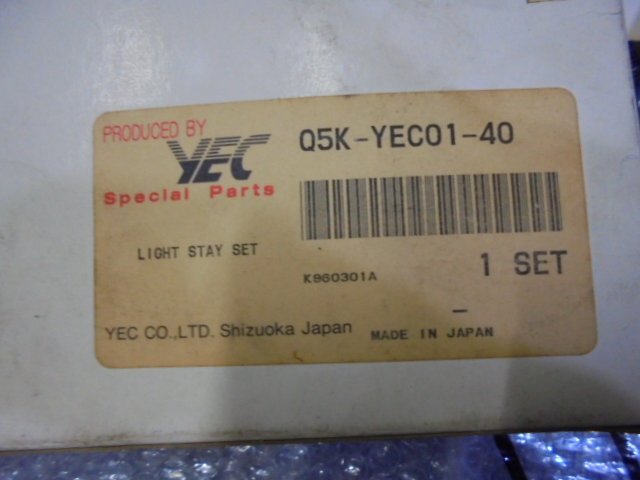 PRODUCED BY
YEC
Special Parts
Q5K-YEC01-40
LIGHT STAY SET
K960301A
1 SET
–
YEC CO.,LTD. Shizuoka Japan
MADE IN JAPAN